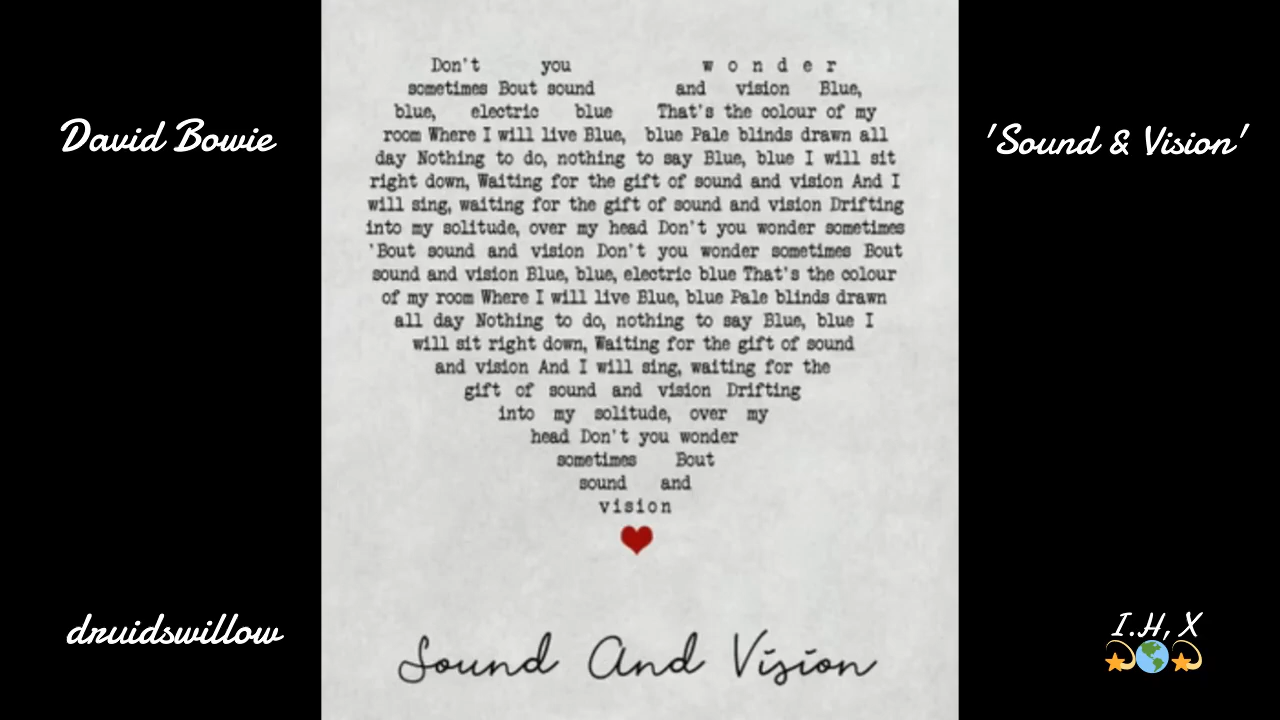 David Bowie
'Sound & Vision'
Don't you wonder
sometimes Bout sound and vision Blue,
blue, electric blue That's the colour of my
room Where I will live Blue, blue Pale blinds drawn all
day Nothing to do, nothing to say Blue, blue I will sit
right down, Waiting for the gift of sound and vision And I
will sing, waiting for the gift of sound and vision Drifting
into my solitude, over my head Don't you wonder sometimes
'Bout sound and vision Don't you wonder sometimes Bout
sound and vision Blue, blue, electric blue That's the colour
of my room Where I will live Blue, blue Pale blinds drawn
all day Nothing to do, nothing to say Blue, blue I
will sit right down, Waiting for the gift of sound
and vision And I will sing, waiting for the
gift of sound and vision Drifting
into my solitude, over my
head Don't you wonder
sometimes Bout
sound and
vision
Sound And Vision
druidswillow
I.H, X